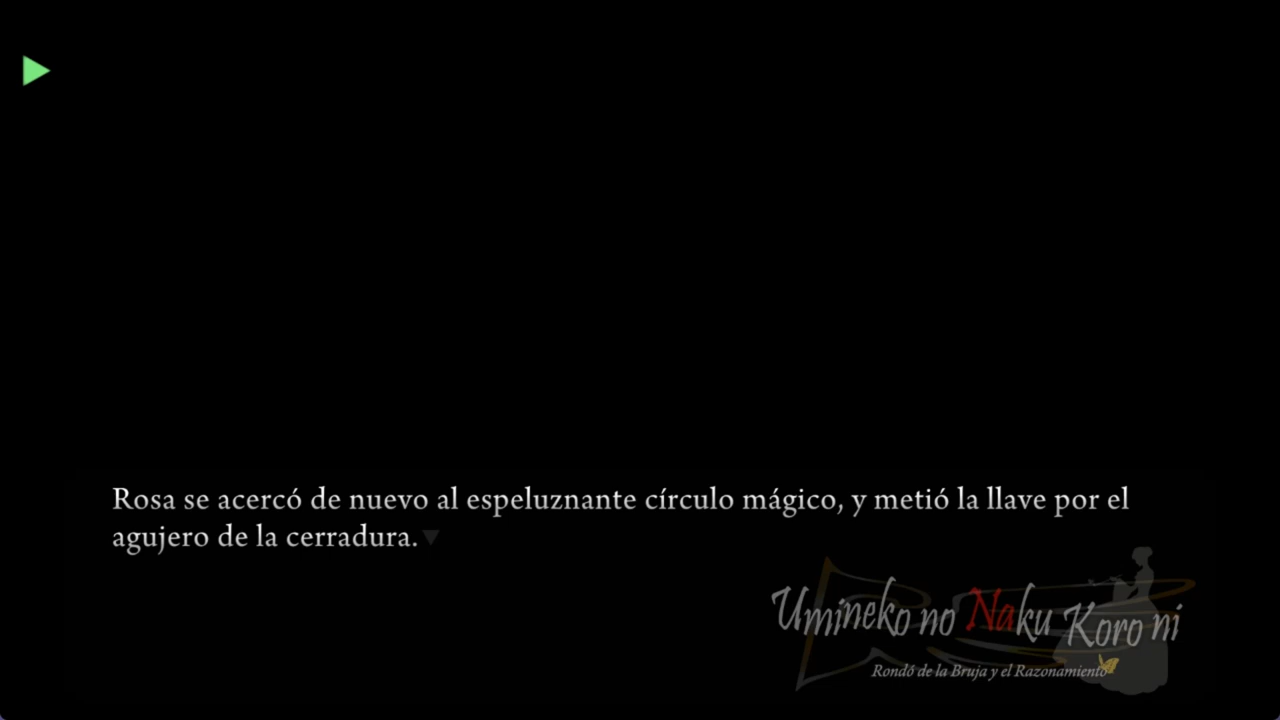 Rosa se acercó de nuevo al espeluznante círculo mágico, y metió la llave por el
agujero de la cerradura.
Umineko no Naku Koro ni
Rondó de la Bruja y el Razonamiento